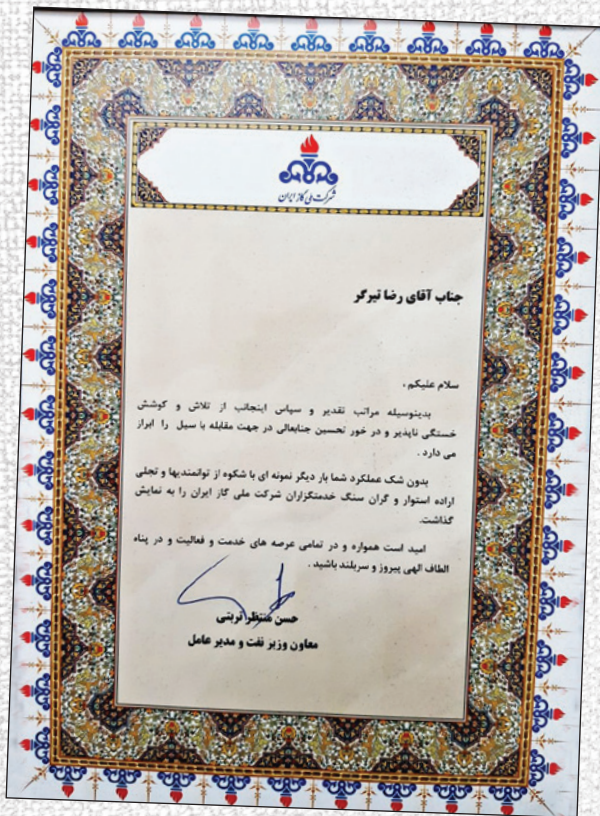 شرکت ملی گاز ایران
جناب آقای رضا تیرگر
سلام علیکم ،
بدینوسیله مراتب تقدیر و سپاس اینجانب از تلاش و کوشش
خستگی ناپذیر و در خور تحسین جنابعالی در جهت مقابله با سیل را ابراز
می دارد .
بدون شک عملکرد شما بار دیگر نمونه ای با شکوه از توانمندیها و تجلی
اراده استوار و گران سنگ خدمتگزاران شرکت ملی گاز ایران را به نمایش
گذاشت.
امید است همواره و در تمامی عرصه های خدمت و فعالیت و در پناه
الطاف الهی پیروز و سربلند باشید .
حسن منتظر تربتی
معاون وزیر نفت و مدیر عامل